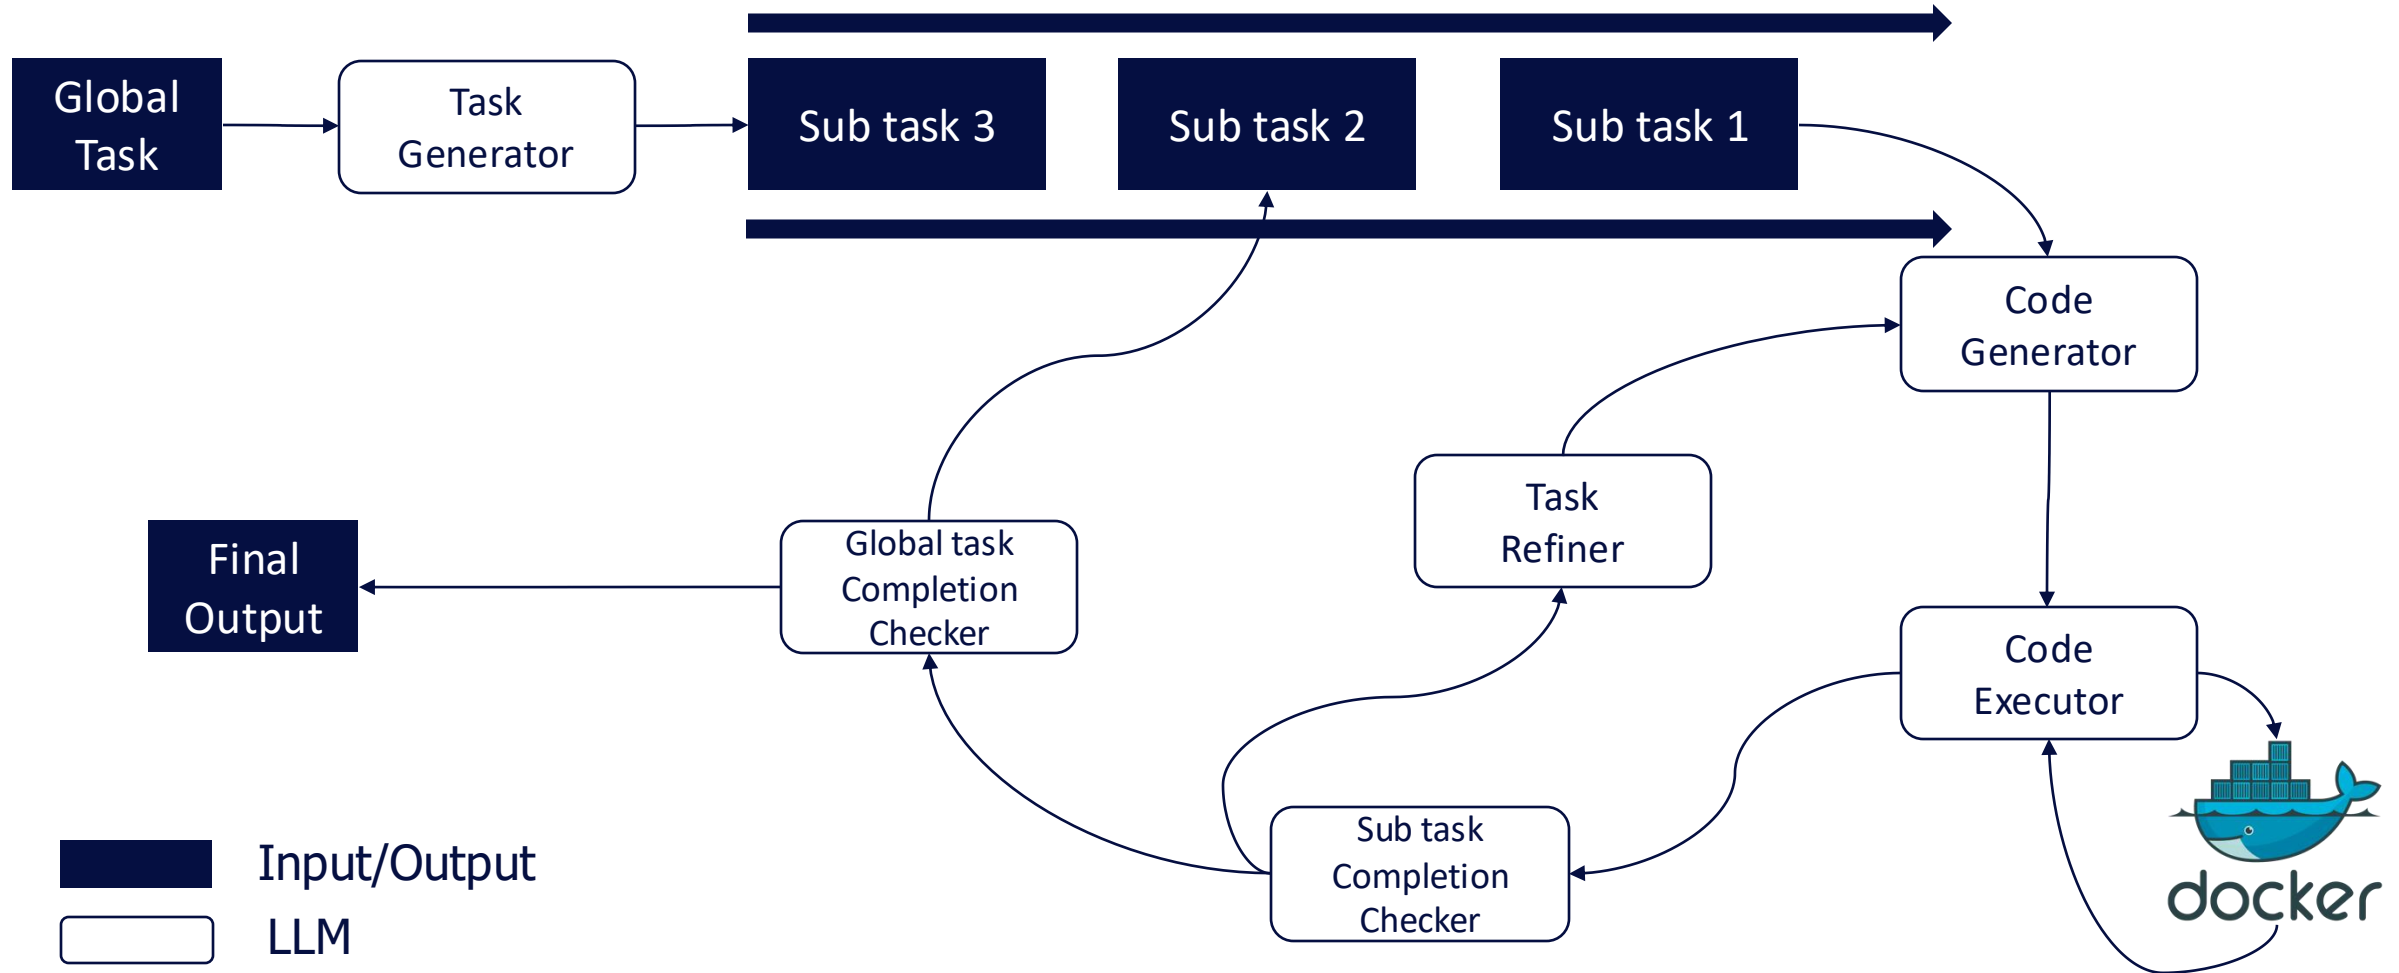 Global
Task
Task
Generator
Sub task 3
Sub task 2
Sub task 1
Code
Generator
Task
Refiner
Final
Output
Global task
Completion
Checker
Code
Executor
Sub task
Completion
Checker
docker
Input/Output
LLM